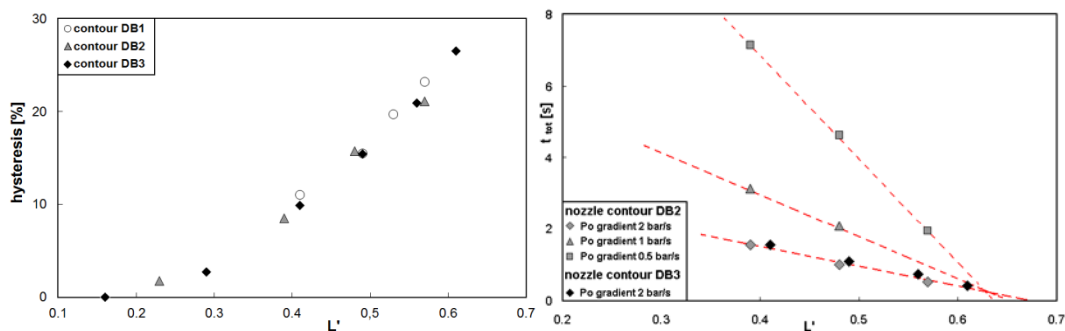 30
20
10
0
hysteresis [%]
contour DB1
contour DB2
contour DB3
0.1
0.2
0.3
0.4
0,5
0.6
0.7
L'
8
6
4
2
0
t tot [s]
nozzle contour DB2
Po gradient 2 bar/s
Po gradient 1 bar/s
Po gradient 0.5 bar/s
nozzle contour DB3
Po gradient 2 bar/s
0.2
0.3
0.4
0.5
0.6
0.7
L'